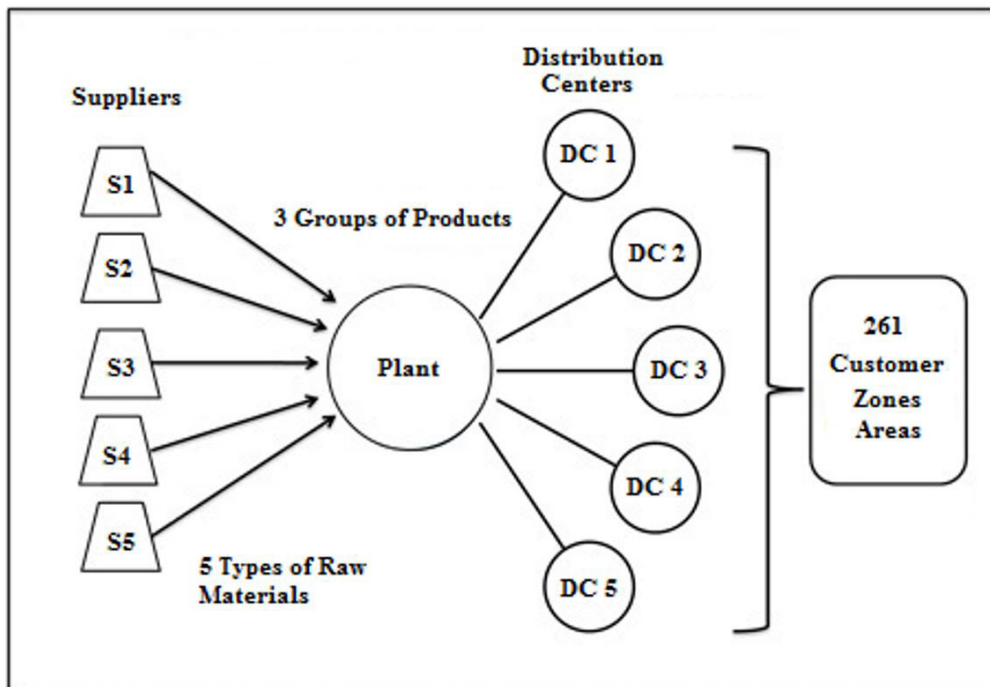 Suppliers
S1
S2
S3
S4
S5
3 Groups of Products
5 Types of Raw
Materials
Plant
Distribution
Centers
DC 1
DC 2
DC 3
DC 4
DC 5
261
Customer
Zones
Areas